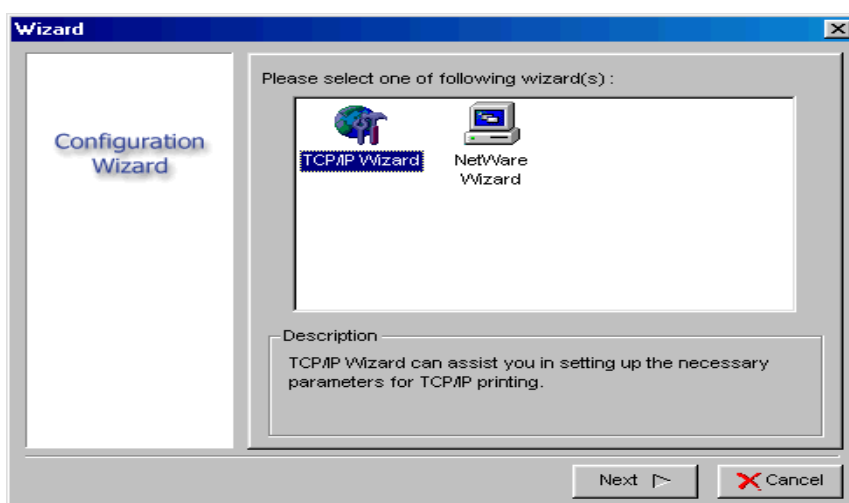 Wizard
Configuration
Wizard
Please select one of following wizard(s) :
TCP/IP Wizard
NetWare
Wizard
Description
TCP/IP Wizard can assist you in setting up the necessary
parameters for TCP/IP printing.
Next
Cancel